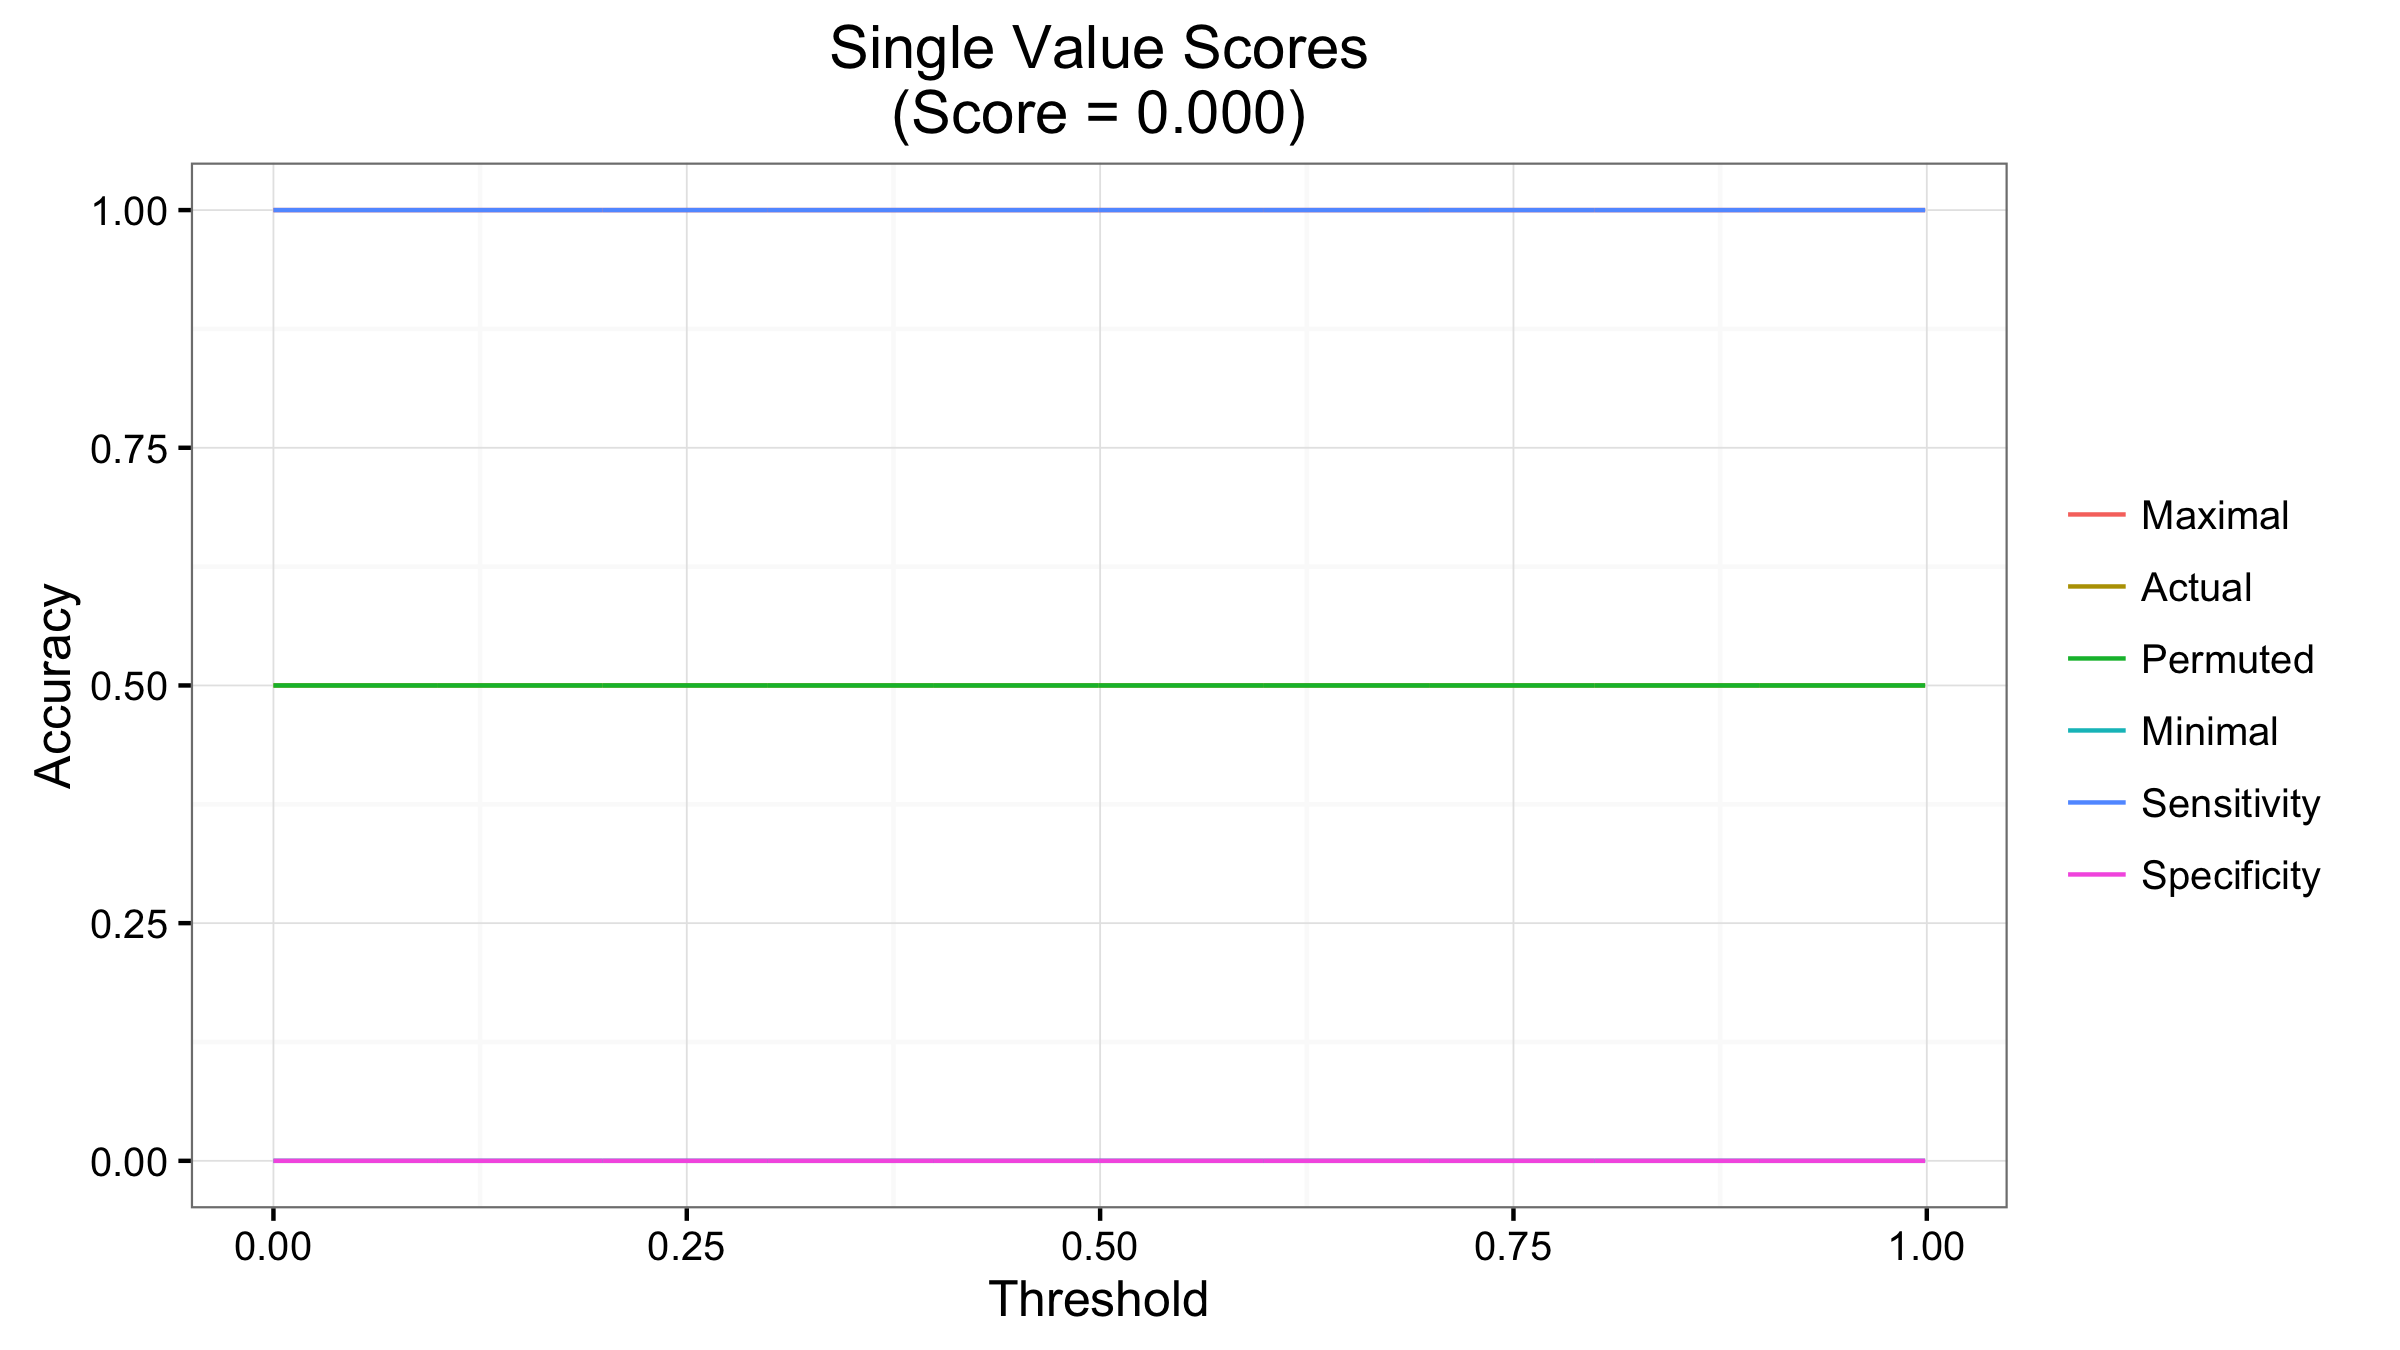 Single Value Scores
(Score = 0.000)
1.00
0.75
0.50
0.25
0.00
Accuracy
0.00 0.25 0.50 0.75 1.00
Threshold
Maximal
Actual
Permuted
Minimal
Sensitivity
Specificity